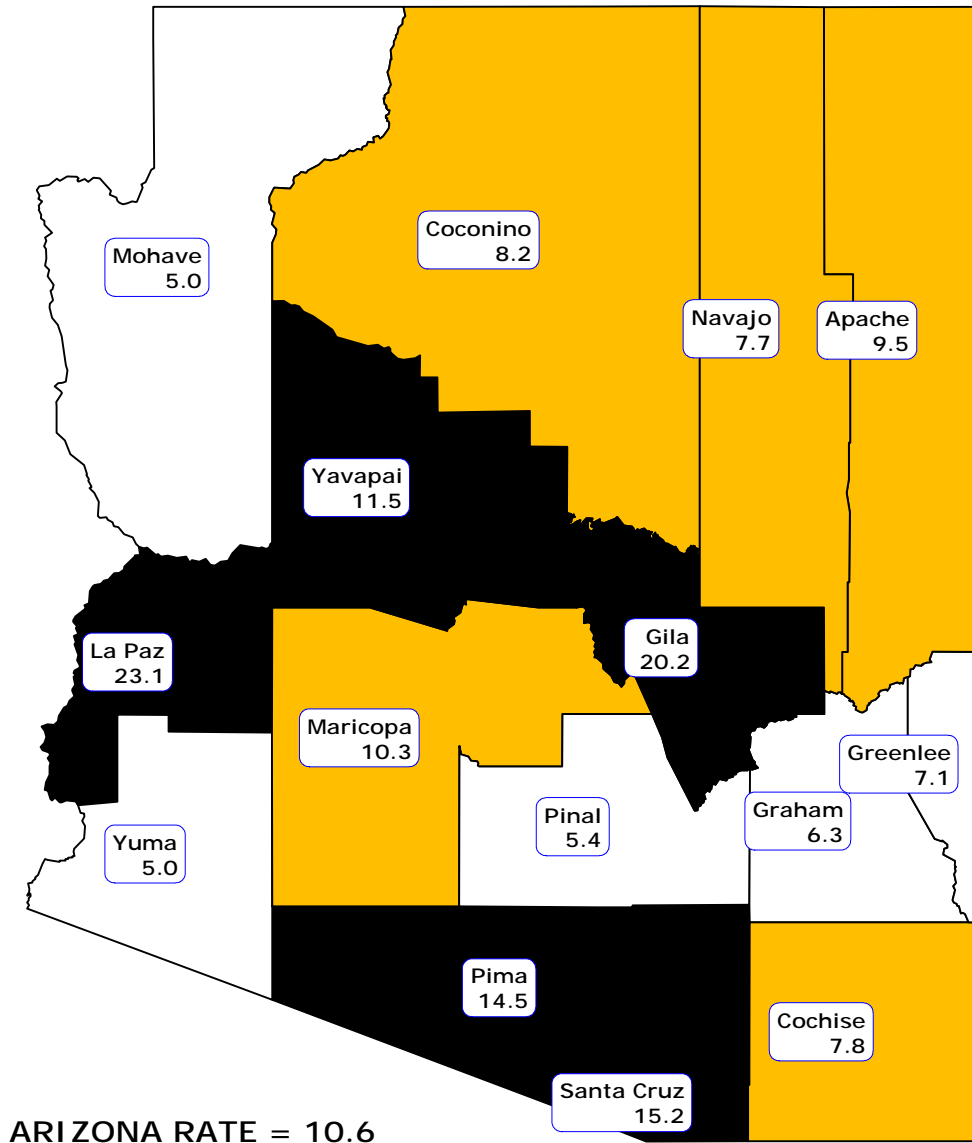 Coconino
8.2
Mohave
5.0
Navajo
7.7
Apache
9.5
Yavapai
11.5
La Paz
23.1
Gila
20.2
Maricopa
10.3
Greenlee
7.1
Pinal
5.4
Graham
6.3
Yuma
5.0
Pima
14.5
Cochise
7.8
Santa Cruz
15.2
ARIZONA RATE = 10.6